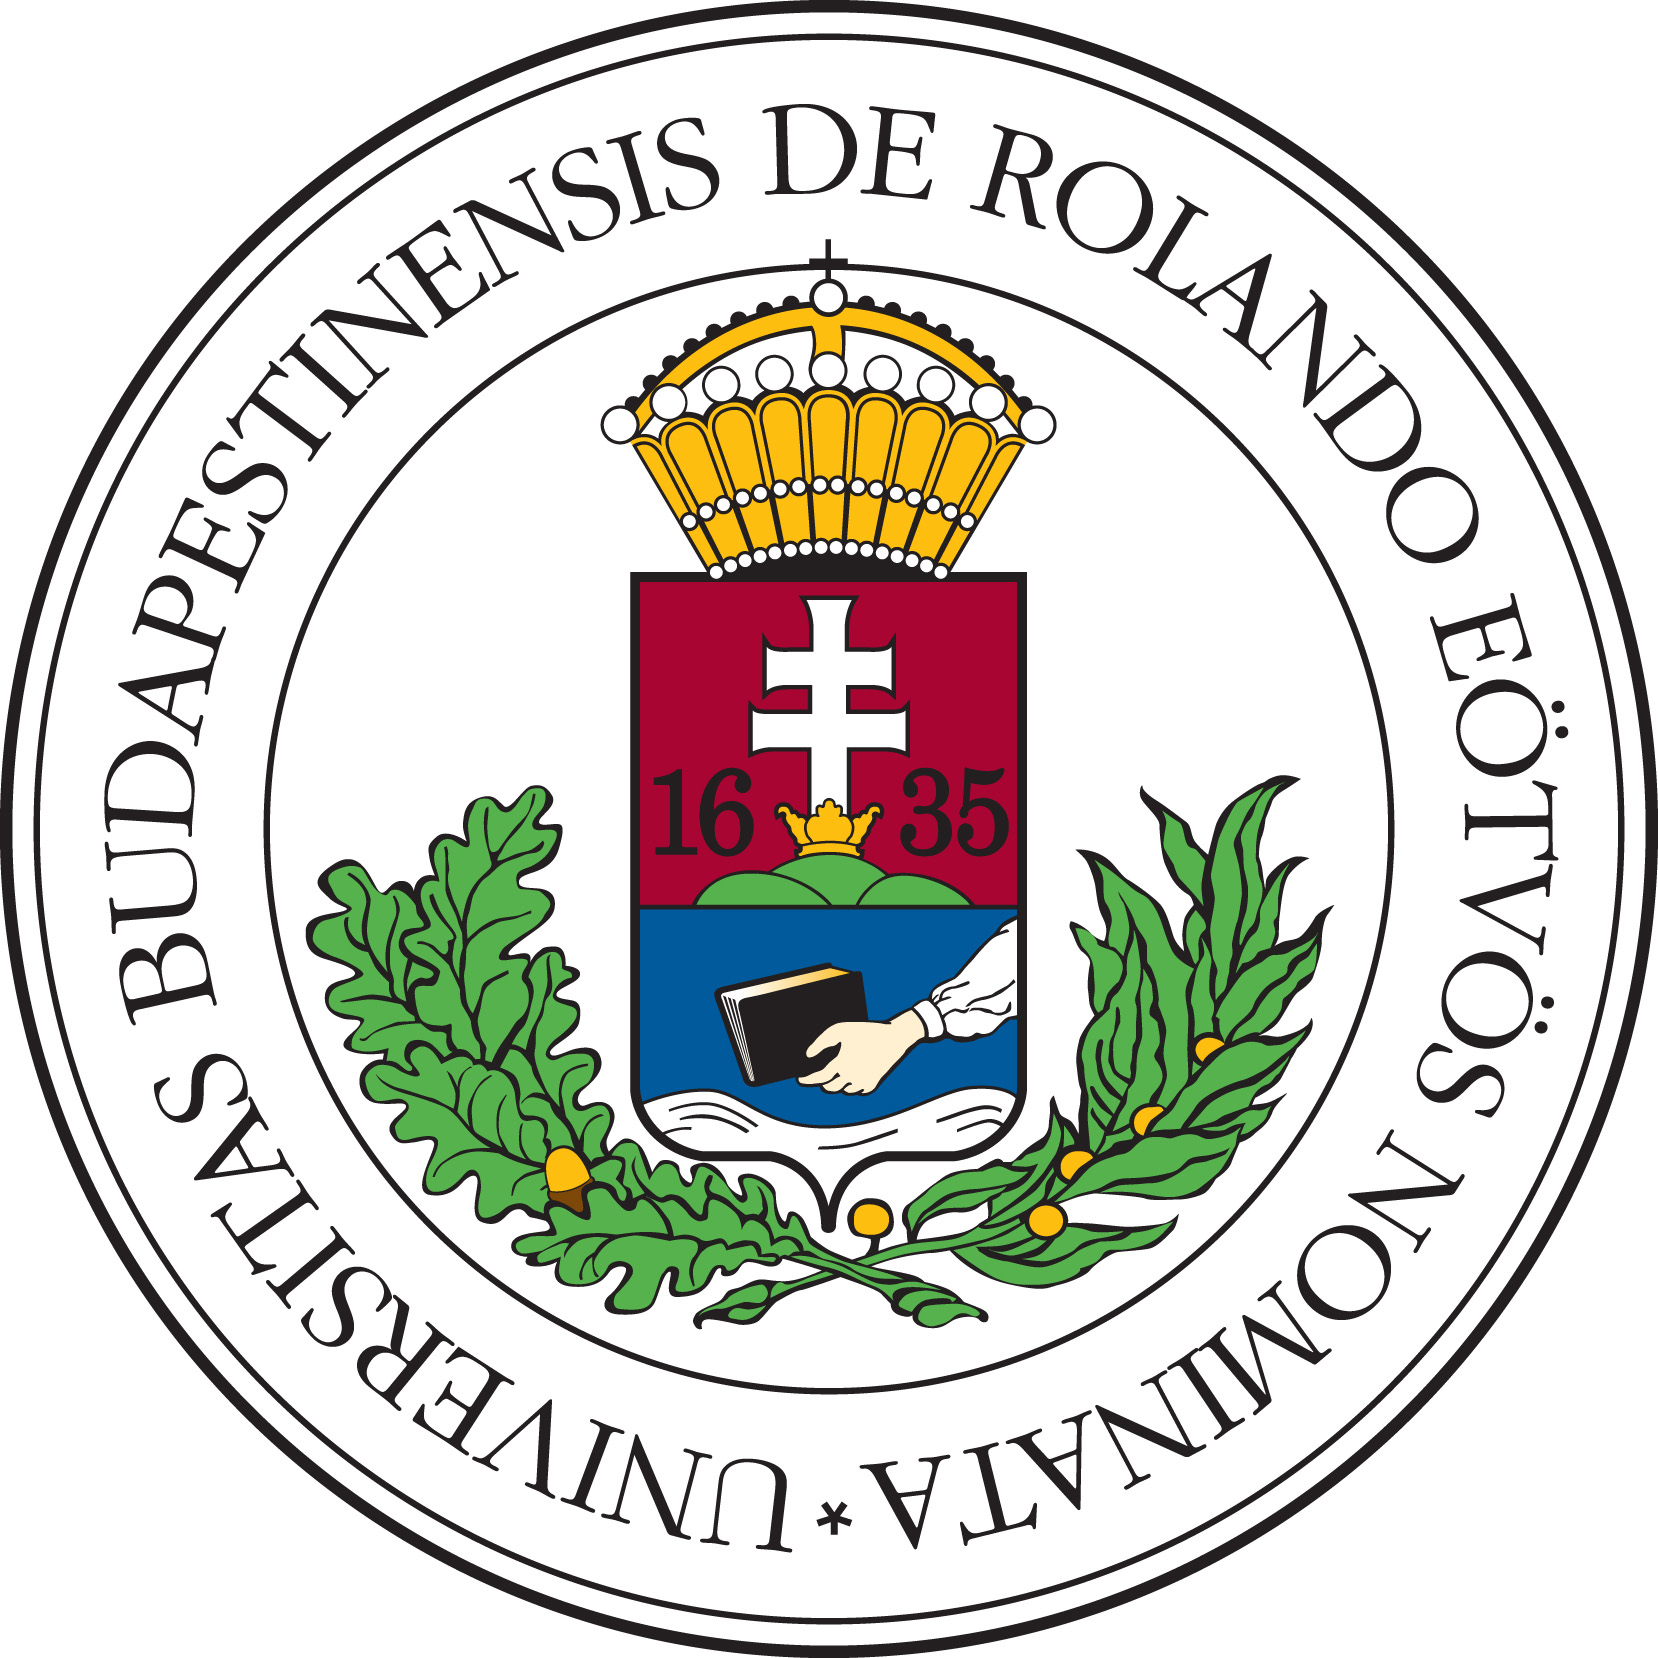 UNIVERSITAS BUDAPESTINENSIS DE ROLANDO EÖTVÖS NOMINATA *
16 35